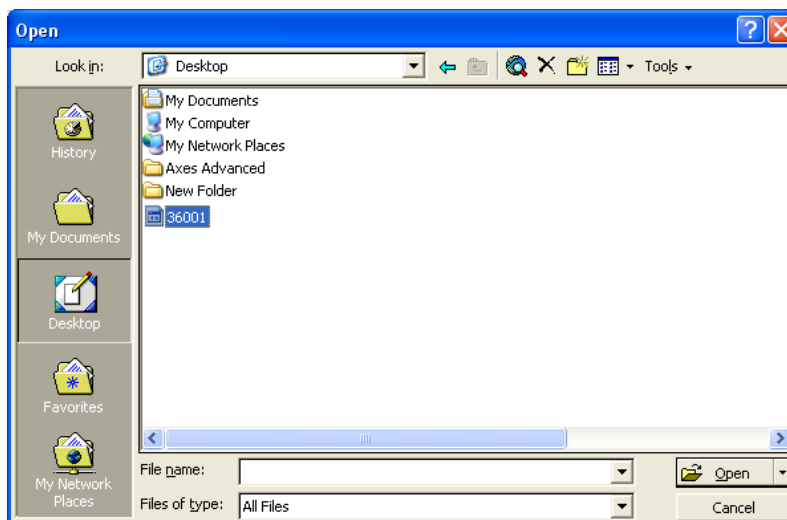 Open
Look in:
Desktop
Tools
History
My Documents
Desktop
Favorites
My Network
Places
My Documents
My Computer
My Network Places
Axes Advanced
New Folder
36001
File name:
Open
Files of type:
All Files
Cancel